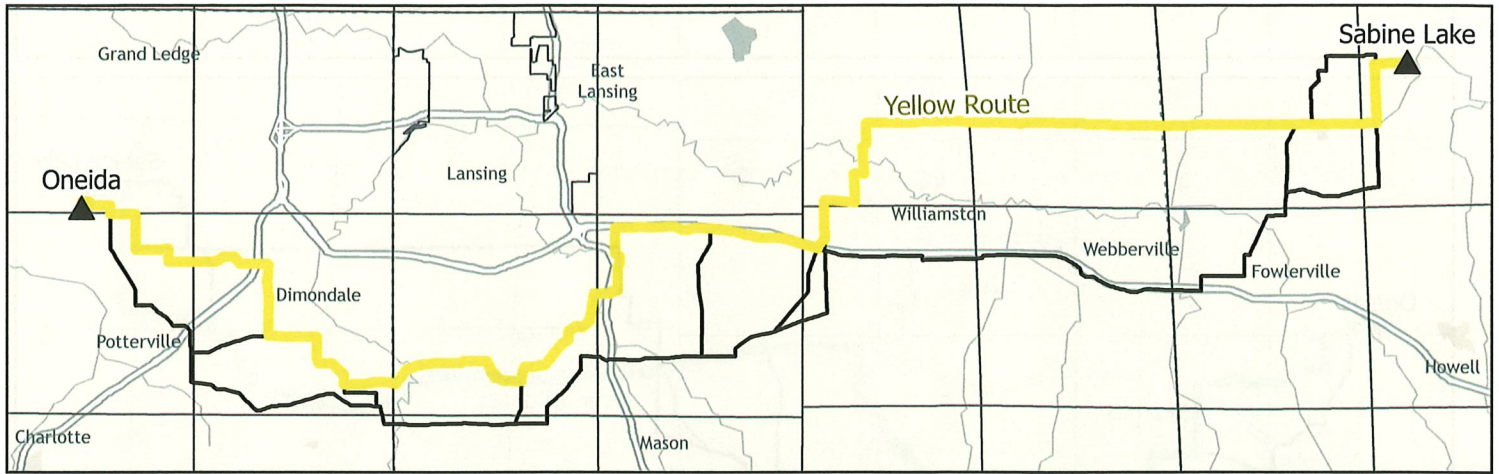 Sabine Lake
Grand Ledge
East
Lansing
Yellow Route
Lansing
Oneida
Williamston
Webberville
Fowlerville
Dimondale
Potterville
Howell
Charlotte
Mason